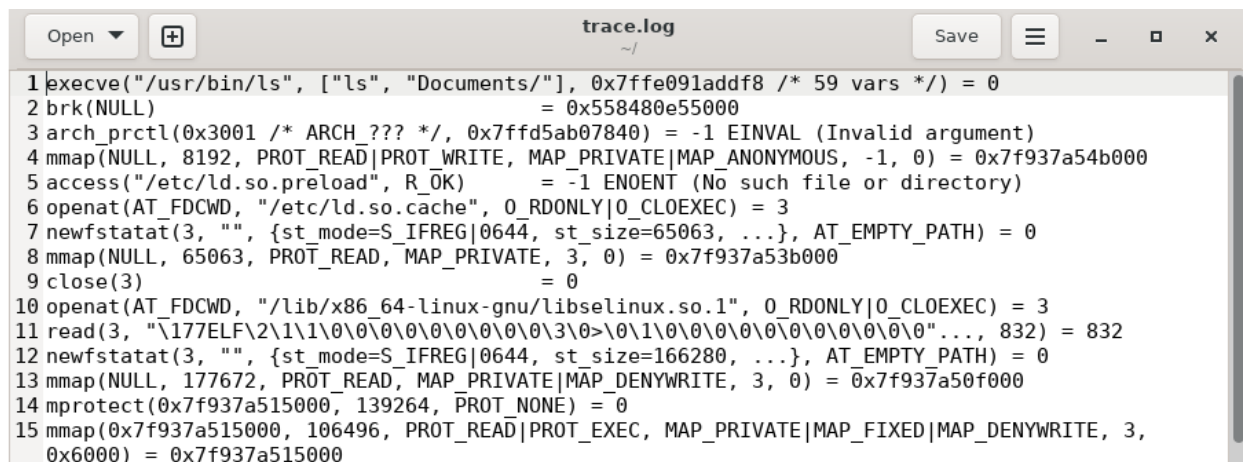 Open
trace.log
~/
Save
1 execve("/usr/bin/ls", ["ls", "Documents/"], 0x7ffe091addf8 /* 59 vars */) = 0
2 brk(NULL)                               = 0x558480e55000
3 arch_prctl(0x3001 /* ARCH_??? */, 0x7ffd5ab07840) = -1 EINVAL (Invalid argument)
4 mmap(NULL, 8192, PROT_READ|PROT_WRITE, MAP_PRIVATE|MAP_ANONYMOUS, -1, 0) = 0x7f937a54b000
5 access("/etc/ld.so.preload", R_OK)      = -1 ENOENT (No such file or directory)
6 openat(AT_FDCWD, "/etc/ld.so.cache", O_RDONLY|O_CLOEXEC) = 3
7 newfstatat(3, "", {st_mode=S_IFREG|0644, st_size=65063, ...}, AT_EMPTY_PATH) = 0
8 mmap(NULL, 65063, PROT_READ, MAP_PRIVATE, 3, 0) = 0x7f937a53b000
9 close(3)                                = 0
10 openat(AT_FDCWD, "/lib/x86_64-linux-gnu/libselinux.so.1", O_RDONLY|O_CLOEXEC) = 3
11 read(3, "\177ELF\2\1\1\0\0\0\0\0\0\0\0\0\3\0>\0\1\0\0\0\0\0\0\0\0\0\0\0"..., 832) = 832
12 newfstatat(3, "", {st_mode=S_IFREG|0644, st_size=166280, ...}, AT_EMPTY_PATH) = 0
13 mmap(NULL, 177672, PROT_READ, MAP_PRIVATE|MAP_DENYWRITE, 3, 0) = 0x7f937a50f000
14 mprotect(0x7f937a515000, 139264, PROT_NONE) = 0
15 mmap(0x7f937a515000, 106496, PROT_READ|PROT_EXEC, MAP_PRIVATE|MAP_FIXED|MAP_DENYWRITE, 3,
0x6000) = 0x7f937a515000